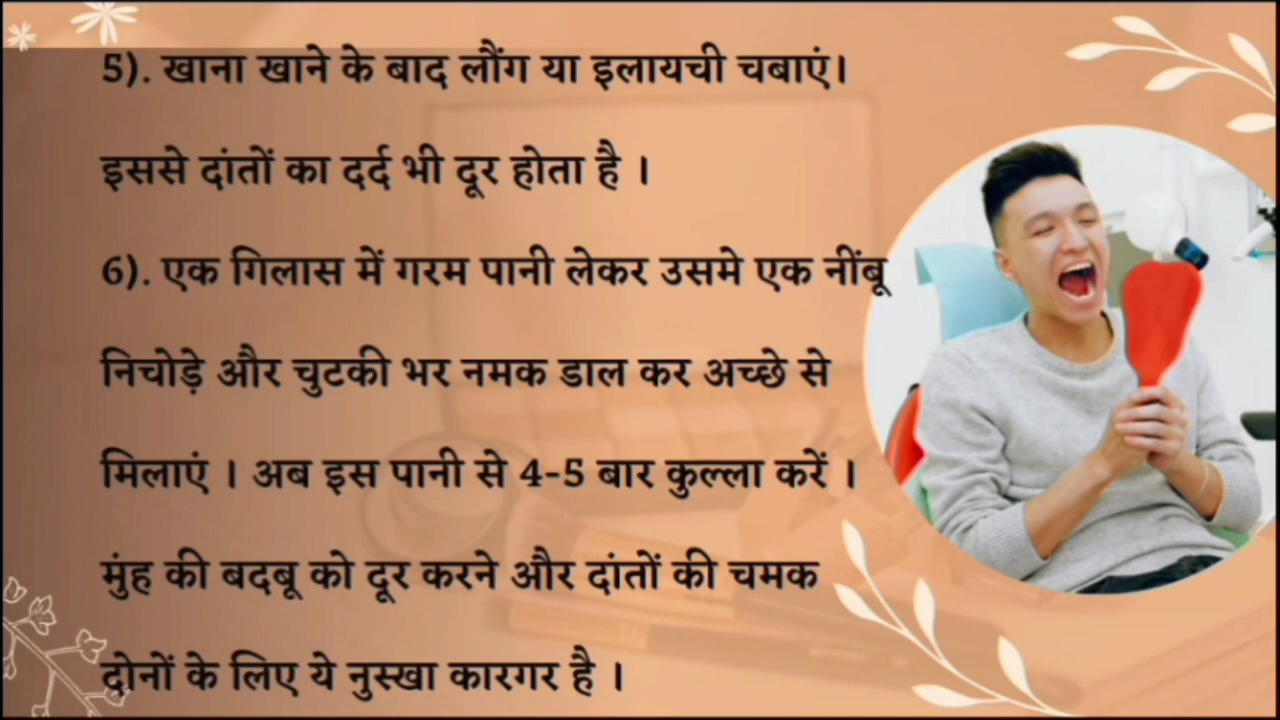 5). खाना खाने के बाद लौंग या इलायची चबाएं।
इससे दांतों का दर्द भी दूर होता है ।
6). एक गिलास में गरम पानी लेकर उसमे एक नींबू
निचोड़े और चुटकी भर नमक डाल कर अच्छे से
मिलाएं । अब इस पानी से 4-5 बार कुल्ला करें ।
मुंह की बदबू को दूर करने और दांतों की चमक
दोनों के लिए ये नुस्खा कारगर है ।